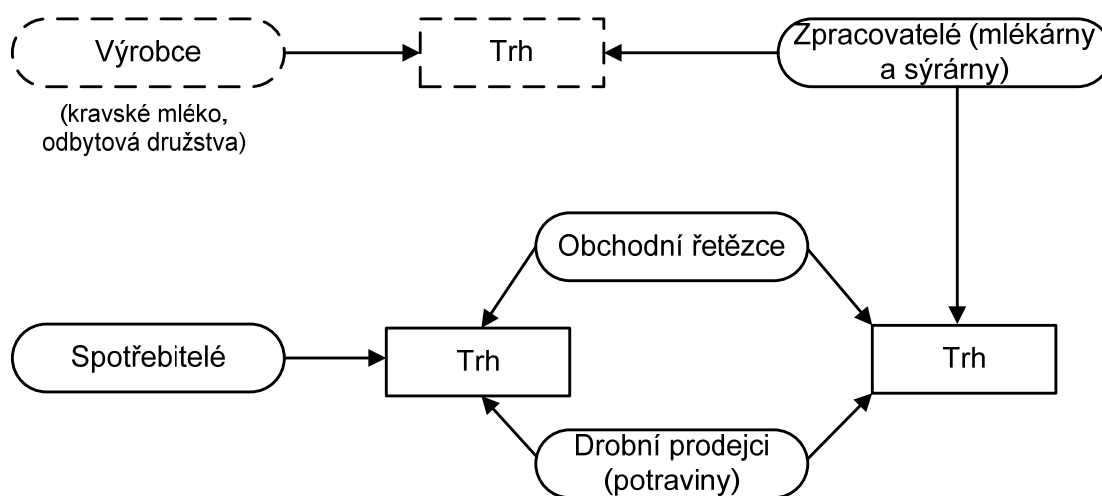 Výrobce
Trh
Zpracovatelé (mlékárny
a sýrárny)
(kravské mléko,
odbytová družstva)
Obchodní řetězce
Spotřebitelé
Trh
Trh
Drobní prodejci
(potraviny)